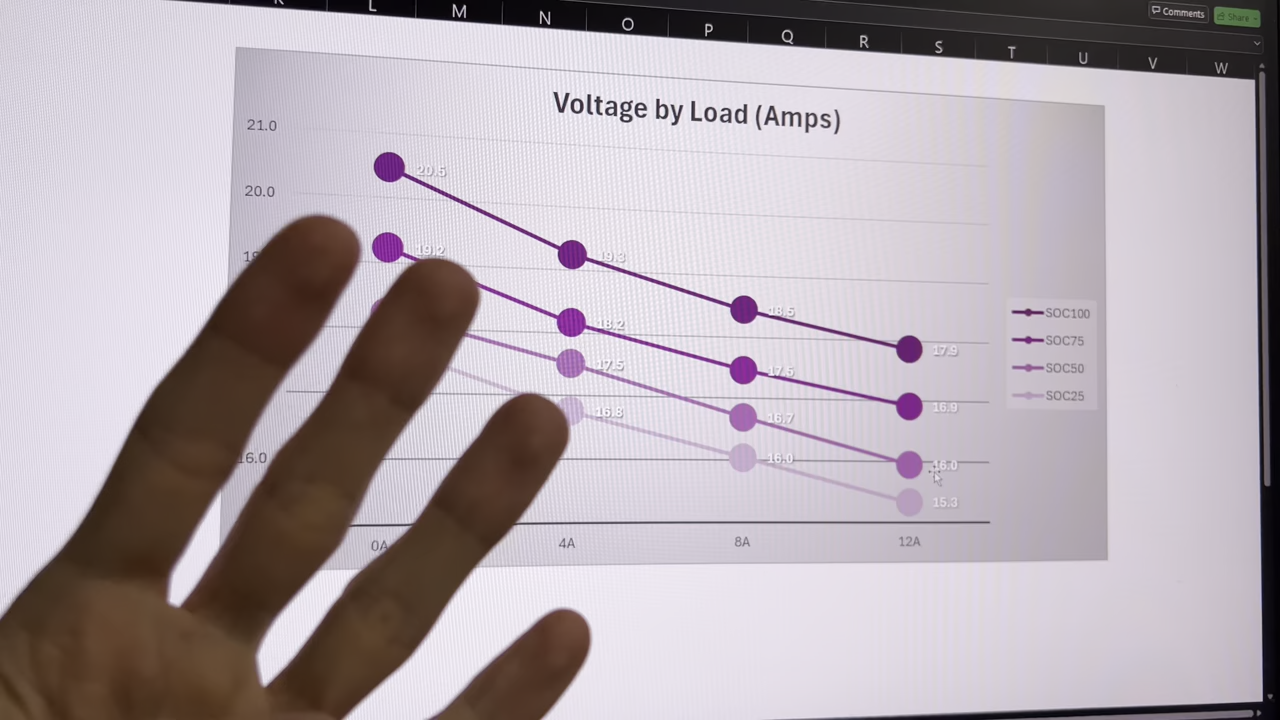 Comments
Share
L
M
N
O
P
Q
R
S
T
U
V
W
Voltage by Load (Amps)
21.0
20.5
20.0
19.2
19.3
18.5
18.2
17.9
17.5
17.5
16.9
16.8
16.7
16.0
16.0
16.0
15.3
0A
4A
8A
12A
SOC100
SOC75
SOC50
SOC25